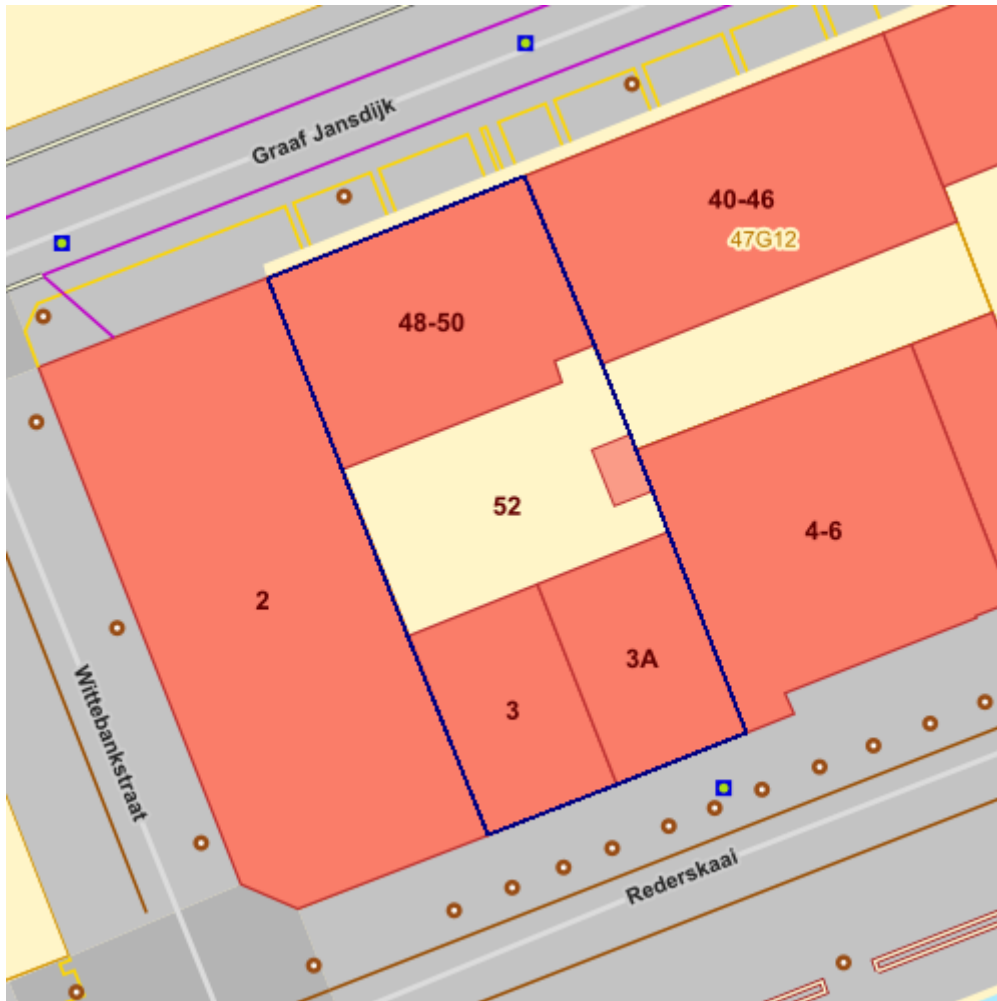 Graaf Jansdijk
40-46
47G12
48-50
52
4-6
2
3A
3
Wittebankstraat
Rederskaai